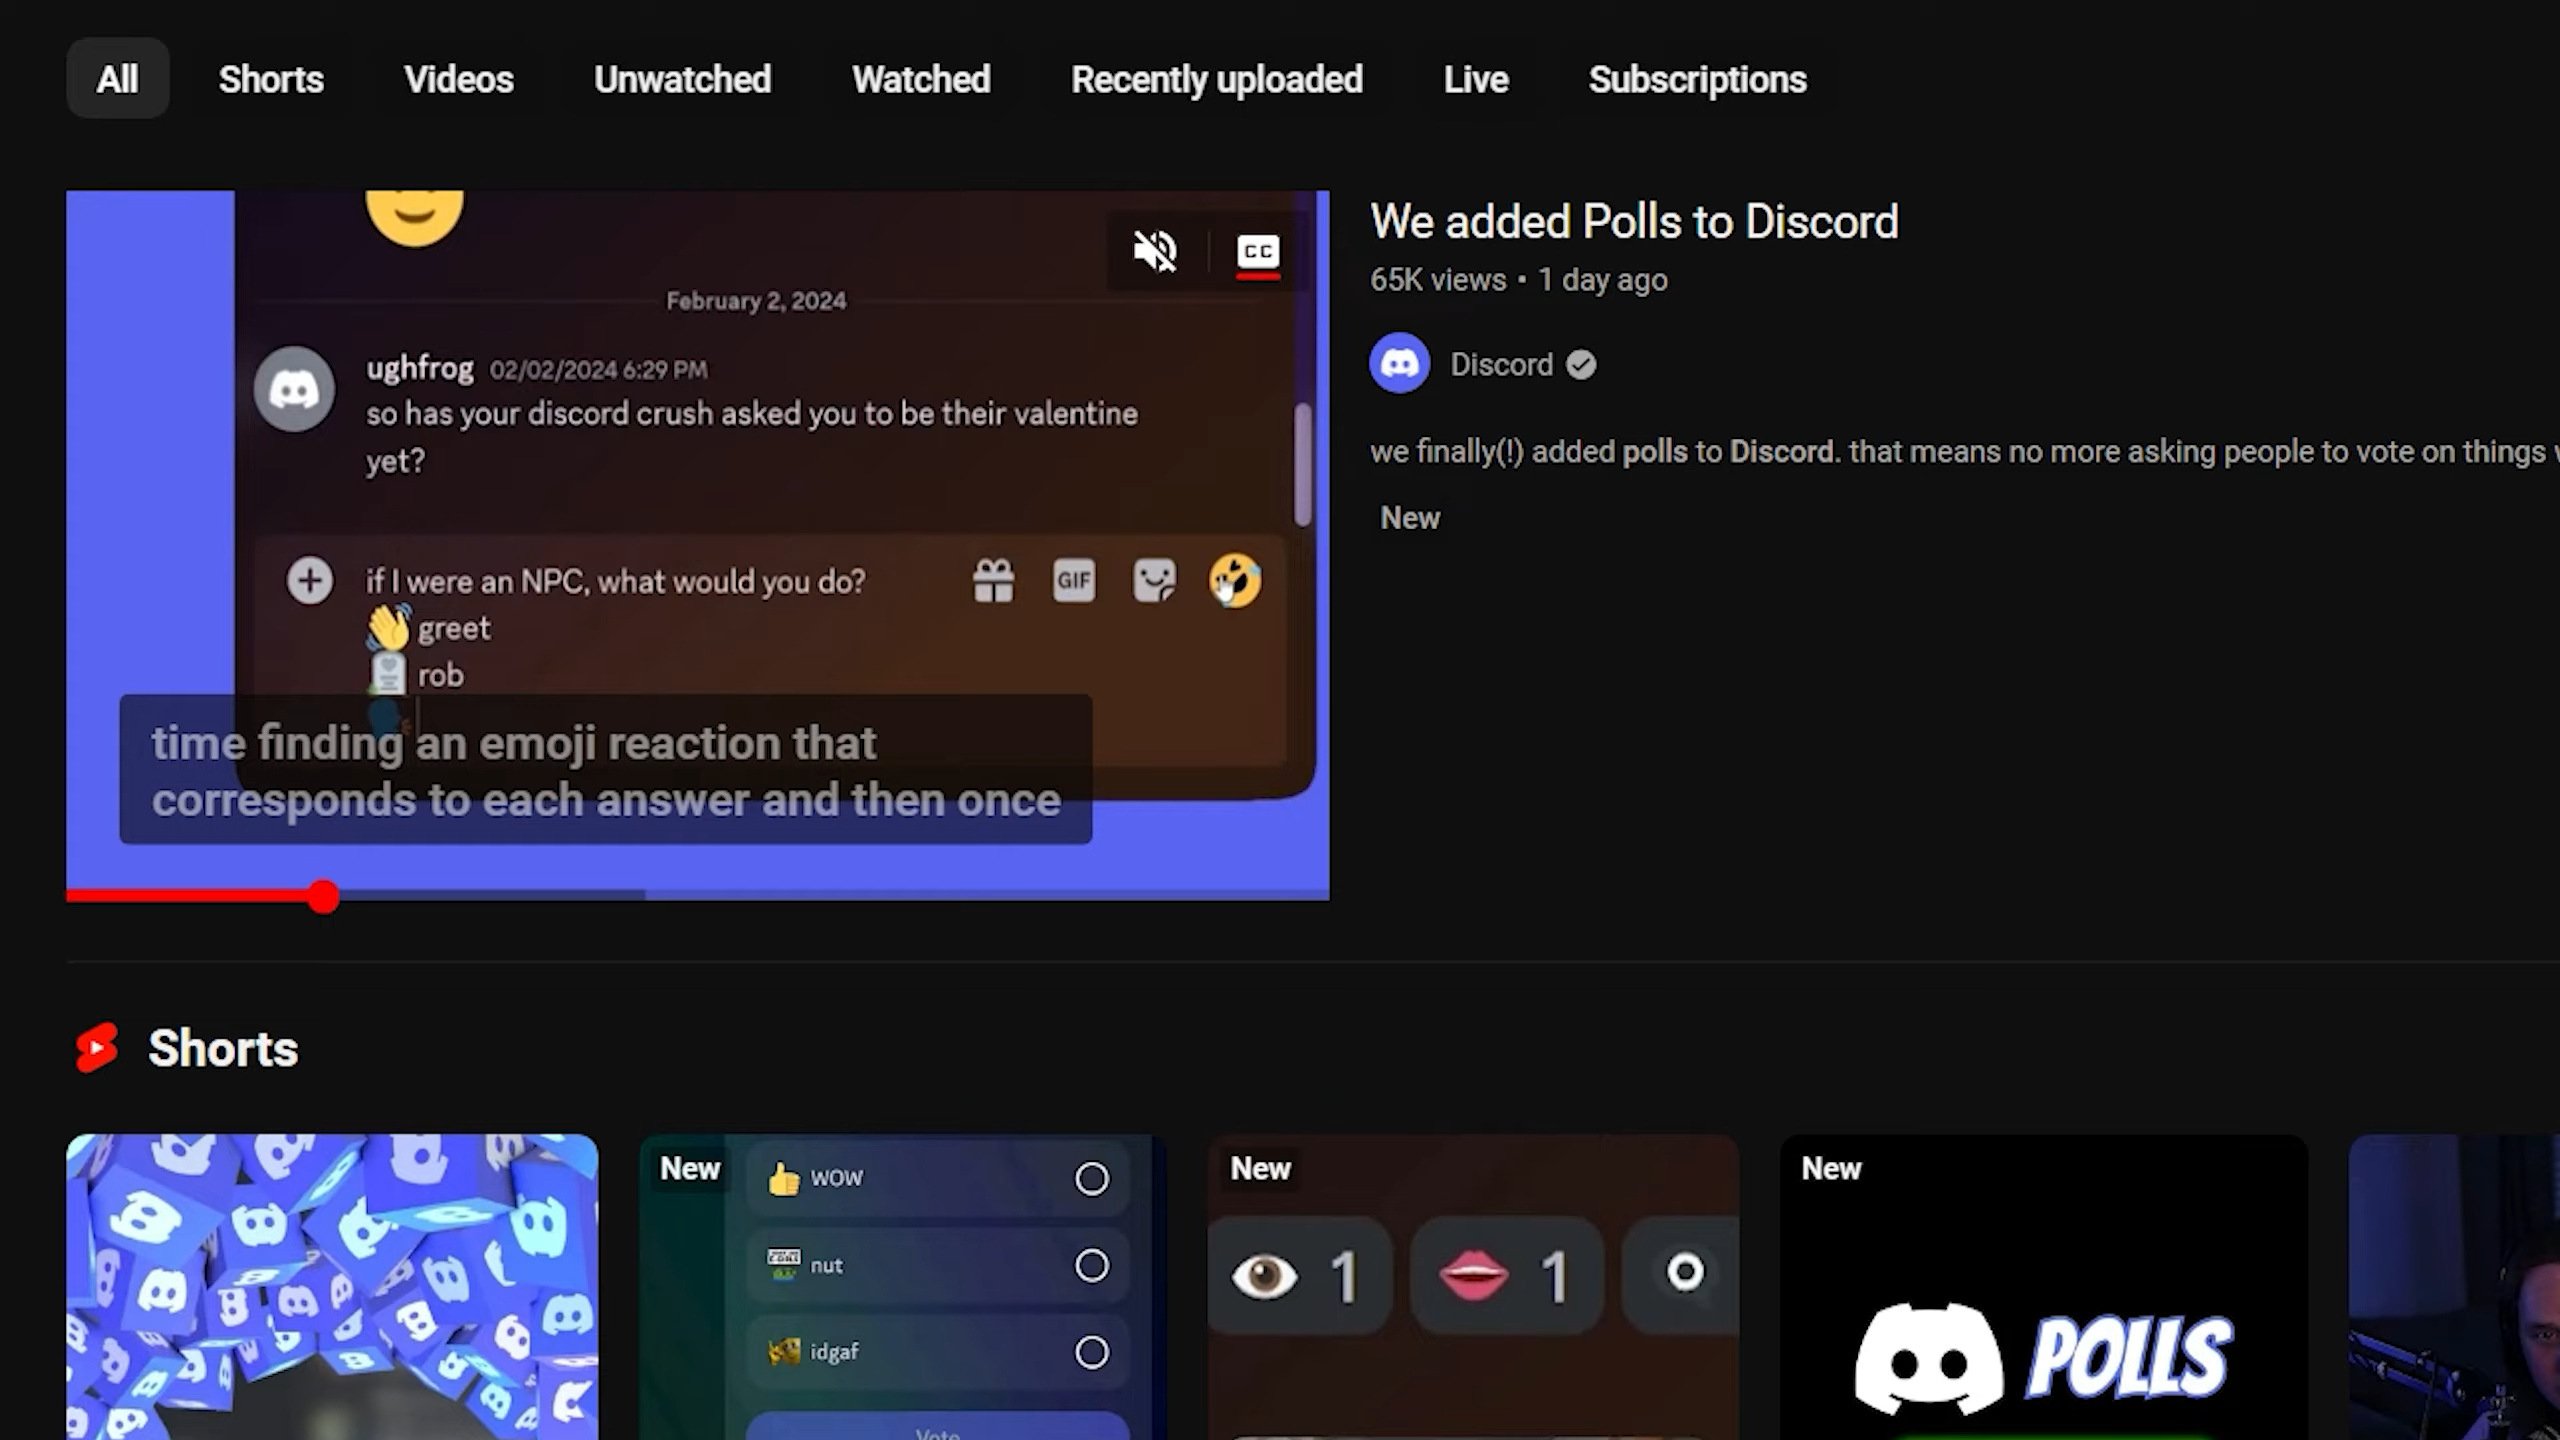 All Shorts Videos Unwatched Watched Recently uploaded Live Subscriptions
CC
February 2, 2024
ughfrog 02/02/2024 6:29 PM
so has your discord crush asked you to be their valentine
yet?
if I were an NPC, what would you do?
GIF
greet
rob
time finding an emoji reaction that
corresponds to each answer and then once
We added Polls to Discord
65K views • 1 day ago
Discord
we finally(!) added polls to Discord. that means no more asking people to vote on things
New
Shorts
New
WOW
nut
idgaf
Vote
New
1 1
New
POLLS